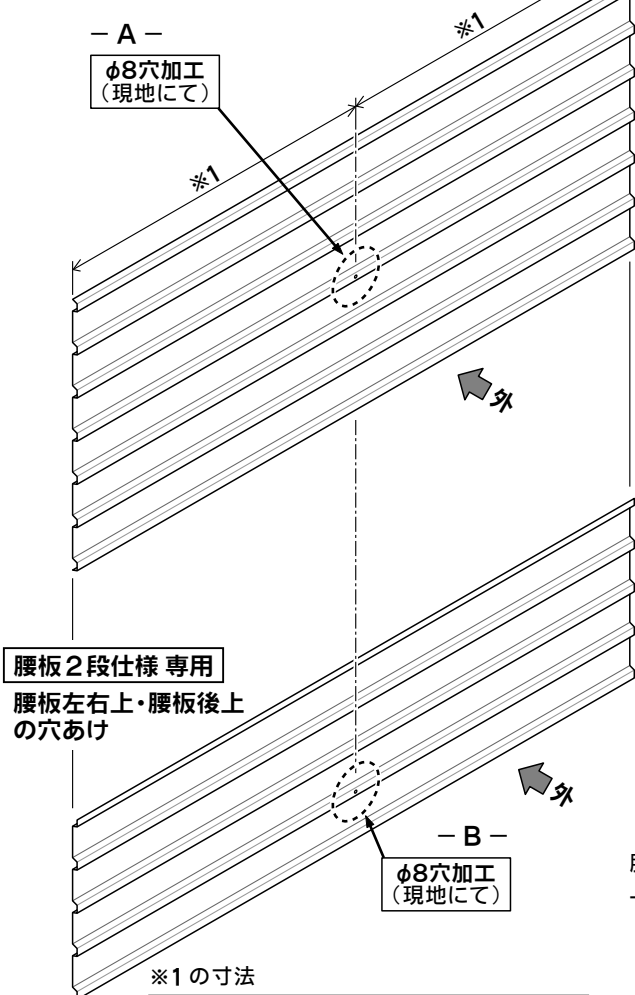 ※1
－A－
φ8穴加工
（現地にて）
※1
外
腰板２段仕様 専用
腰板左右上・腰板後上
の穴あけ
外
－B－
φ8穴加工
（現地にて）
※1 の寸法